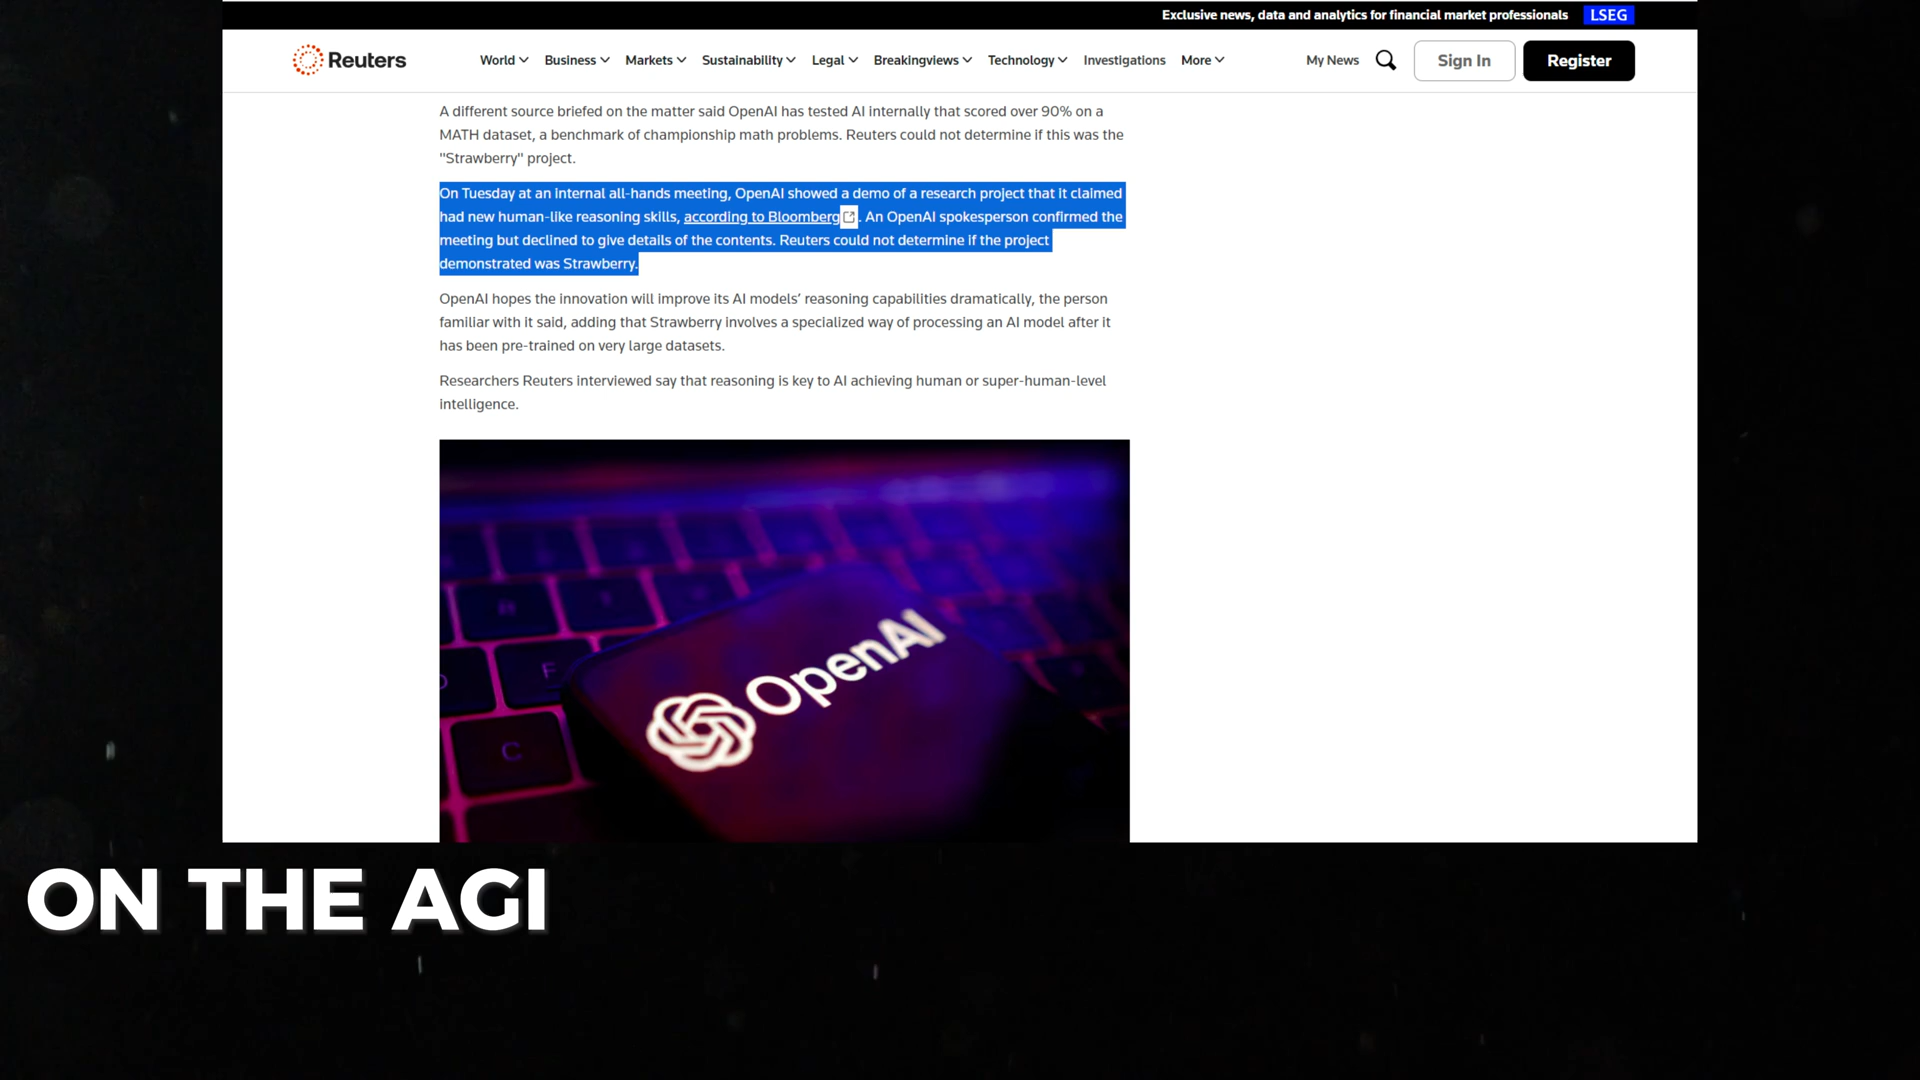 Exclusive news, data and analytics for financial market professionals LSEG
Reuters World Business Markets Sustainability Legal Breakingviews Technology Investigations More My News Sign In Register
A different source briefed on the matter said OpenAI has tested AI internally that scored over 90% on a
MATH dataset, a benchmark of championship math problems. Reuters could not determine if this was the
"Strawberry" project.
On Tuesday at an internal all-hands meeting, OpenAI showed a demo of a research project that it claimed
had new human-like reasoning skills, according to Bloomberg. An OpenAI spokesperson confirmed the
meeting but declined to give details of the contents. Reuters could not determine if the project
demonstrated was Strawberry.
OpenAI hopes the innovation will improve its AI models’ reasoning capabilities dramatically, the person
familiar with it said, adding that Strawberry involves a specialized way of processing an AI model after it
has been pre-trained on very large datasets.
Researchers Reuters interviewed say that reasoning is key to AI achieving human or super-human-level
intelligence.
OpenAI
F
C
ON THE AGI